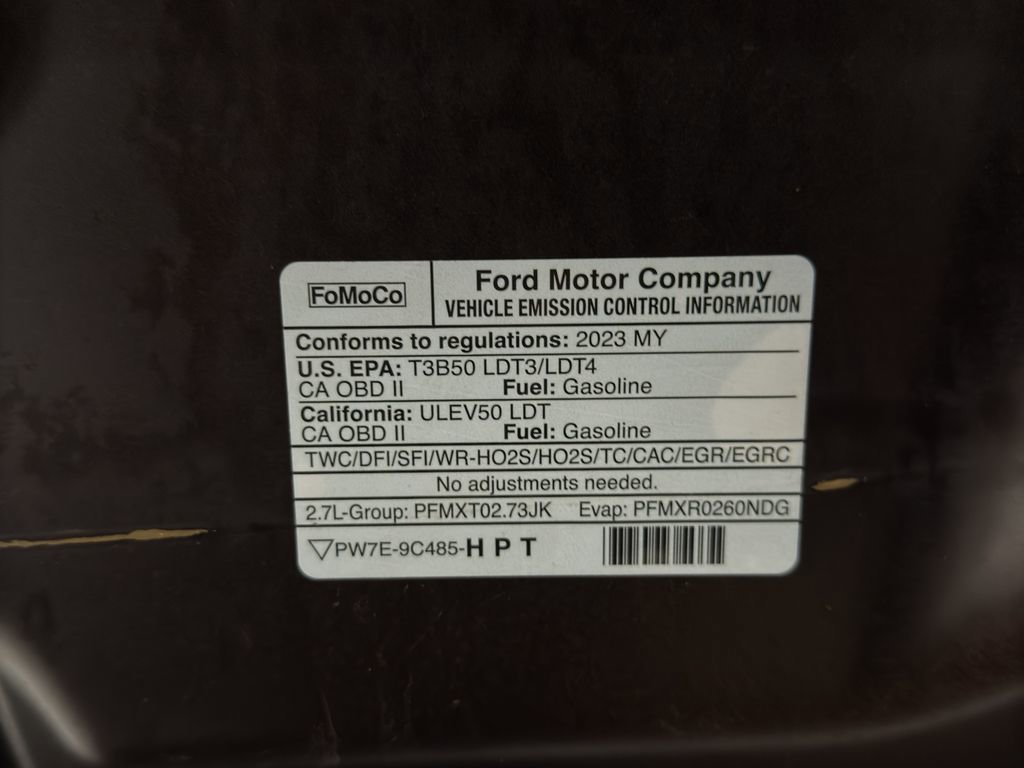 FoMoCo
Ford Motor Company
VEHICLE EMISSION CONTROL INFORMATION
Conforms to regulations: 2023 MY
U.S. EPA: T3B50 LDT3/LDT4
CA OBD II Fuel: Gasoline
California: ULEV50 LDT
CA OBD II Fuel: Gasoline
TWC/DFI/SFI/WR-HO2S/HO2S/TC/CAC/EGR/EGRC
No adjustments needed.
2.7L-Group: PFMXT02.73JK Evap: PFMXR0260NDG
PW7E-9C485-HPT